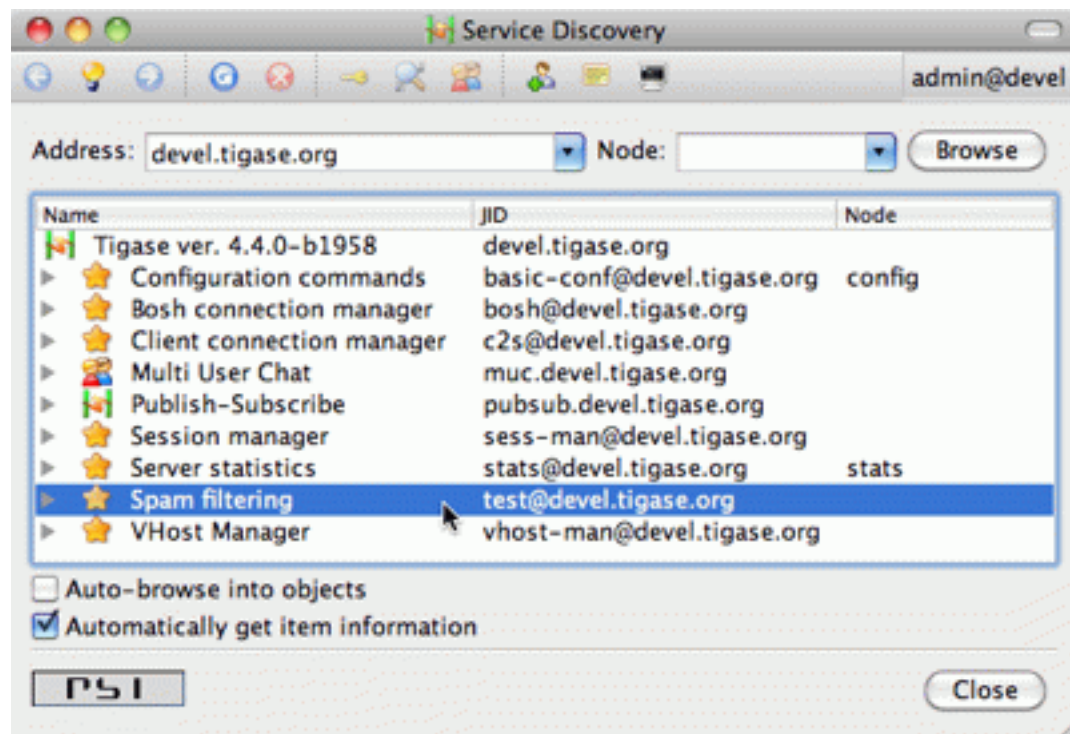 Service Discovery
admin@devel
Address: devel.tigase.org Node: Browse
Name JID Node
Tigase ver. 4.4.0-b1958 devel.tigase.org
Configuration commands basic-conf@devel.tigase.org config
Bosh connection manager bosh@devel.tigase.org
Client connection manager c2s@devel.tigase.org
Multi User Chat muc.devel.tigase.org
Publish-Subscribe pubsub.devel.tigase.org
Session manager sess-man@devel.tigase.org
Server statistics stats@devel.tigase.org stats
Spam filtering test@devel.tigase.org
VHost Manager vhost-man@devel.tigase.org
Auto-browse into objects
Automatically get item information
PSI Close